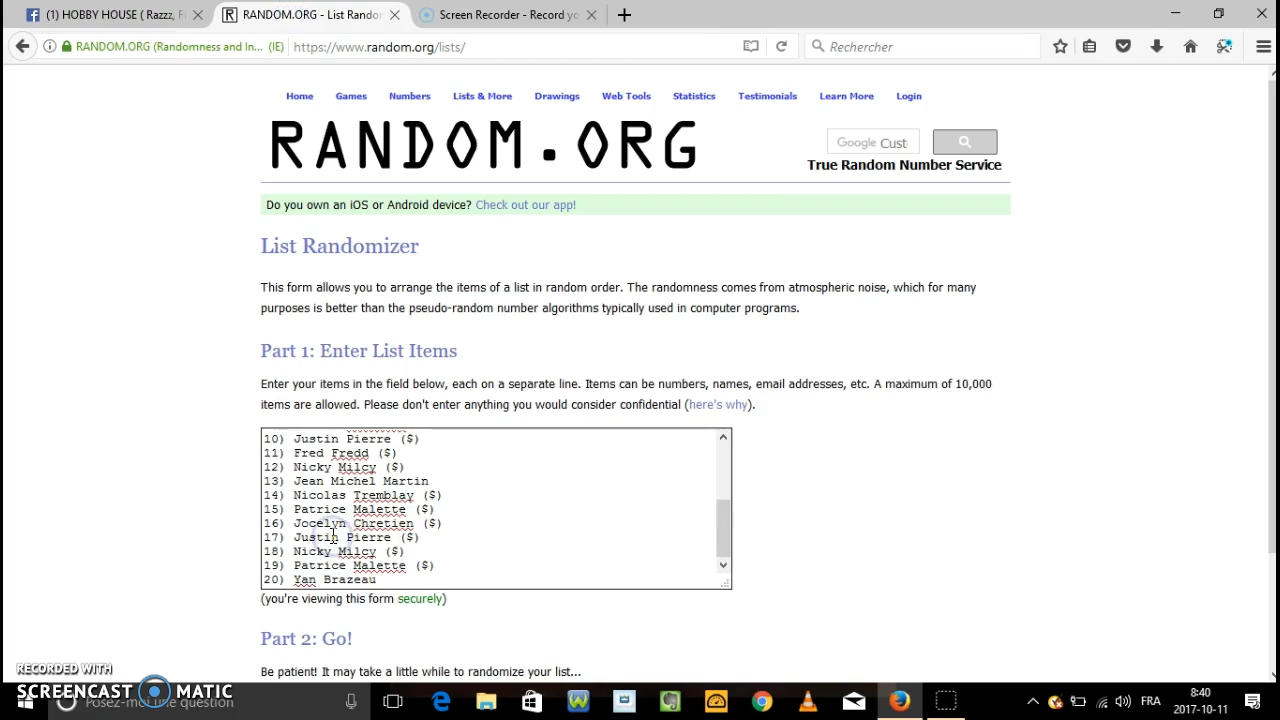 (1) HOBBY HOUSE ( Razzz, F
RANDOM.ORG - List Random
Screen Recorder - Record yo
RANDOM.ORG (Randomness and In... (IE)
https://www.random.org/lists/
Rechercher
Home Games Numbers Lists & More Drawings Web Tools Statistics Testimonials Learn More Login
RANDOM.ORG
Google Cust
True Random Number Service
Do you own an iOS or Android device? Check out our app!
List Randomizer
This form allows you to arrange the items of a list in random order. The randomness comes from atmospheric noise, which for many
purposes is better than the pseudo-random number algorithms typically used in computer programs.
Part 1: Enter List Items
Enter your items in the field below, each on a separate line. Items can be numbers, names, email addresses, etc. A maximum of 10,000
items are allowed. Please don't enter anything you would consider confidential (here's why).
10) Justin Pierre ($)
11) Fred Fredd ($)
12) Nicky Milcy ($)
13) Jean Michel Martin
14) Nicolas Tremblay ($)
15) Patrice Malette ($)
16) Jocelyn Chretien ($)
17) Justin Pierre ($)
18) Nicky Milcy ($)
19) Patrice Malette ($)
20) Yan Brazeau
(you're viewing this form securely)
Part 2: Go!
Be patient! It may take a little while to randomize your list...
RECORDED WITH
SCREENCAST MATIC
Posez-moi une question
FRA
8:40
2017-10-11